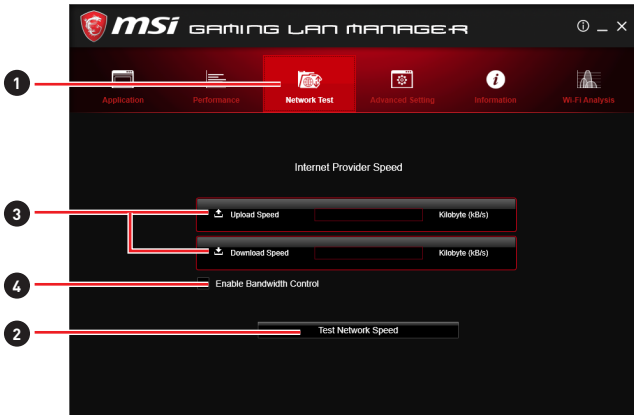 msi GAMING LAN MANAGER
1
Application Performance Network Test Advanced Setting Information Wi-Fi Analysis
Internet Provider Speed
3
Upload Speed Kilobyte (kB/s)
Download Speed Kilobyte (kB/s)
4
Enable Bandwidth Control
2
Test Network Speed